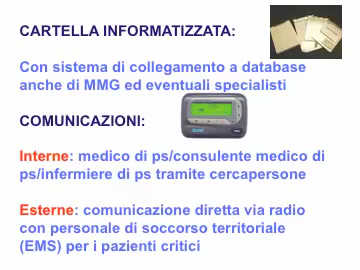 CARTELLA INFORMATIZZATA:
Con sistema di collegamento a database
anche di MMG ed eventuali specialisti
COMUNICAZIONI:
Interne: medico di ps/consulente medico di
ps/infermiere di ps tramite cercapersone
Esterne: comunicazione diretta via radio
con personale di soccorso territoriale
(EMS) per i pazienti critici